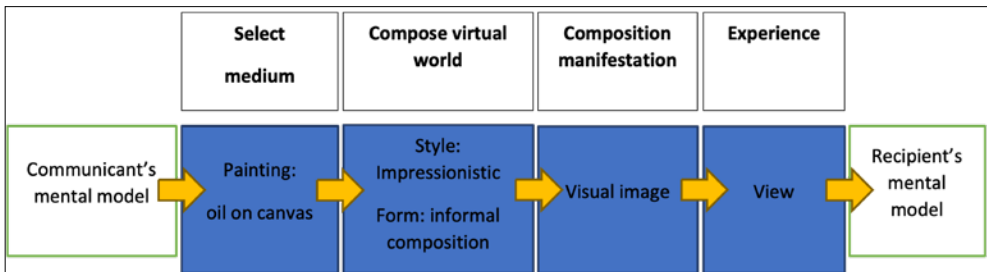 Select
medium
Compose virtual
world
Composition
manifestation
Experience
Communicant's
mental model
Painting:
oil on canvas
Style:
Impressionistic
Form: informal
composition
Visual image
View
Recipient's
mental
model